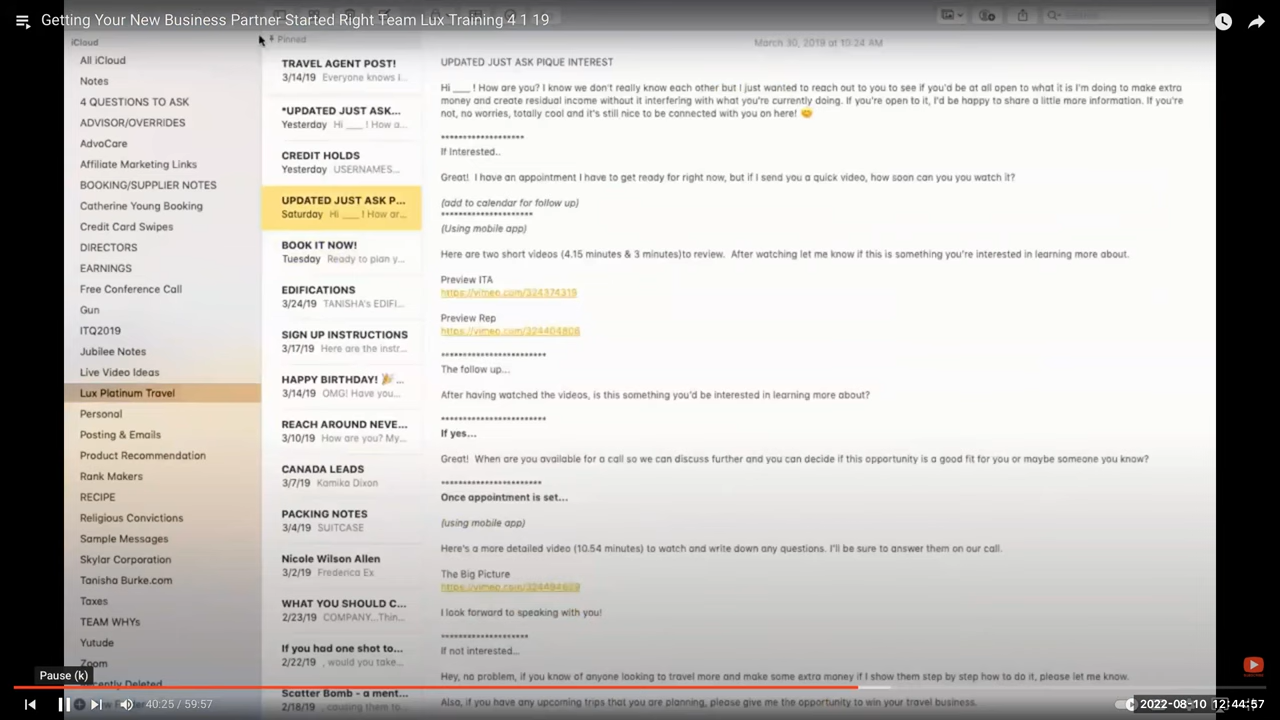 Getting Your New Business Partner Started Right Team Lux Training 4 1 19
iCloud
All iCloud
Notes
4 QUESTIONS TO ASK
ADVISOR/OVERRIDES
AdvoCare
Affiliate Marketing Links
BOOKING/SUPPLIER NOTES
Catherine Young Booking
Credit Card Swipes
DIRECTORS
EARNINGS
Free Conference Call
Gun
ITQ2019
Jubilee Notes
Live Video Ideas
Lux Platinum Travel
Personal
Posting & Emails
Product Recommendation
Rank Makers
RECIPE
Religious Convictions
Sample Messages
Skylar Corporation
Tanisha Burke.com
Taxes
TEAM WHYs
Yutude
Zoom
Recently Deleted
Pinned
TRAVEL AGENT POST!
3/14/19 Everyone knows I...
*UPDATED JUST ASK...
Yesterday Hi ___ ! How a...
CREDIT HOLDS
Yesterday USERNAMES...
UPDATED JUST ASK P...
Saturday Hi ___ ! How ar...
BOOK IT NOW!
Tuesday Ready to plan y...
EDIFICATIONS
3/24/19 TANISHA's EDIFI...
SIGN UP INSTRUCTIONS
3/17/19 Here are the instr...
HAPPY BIRTHDAY! 🎉 ...
3/14/19 OMG! Have you...
REACH AROUND NEVE...
3/10/19 How are you? My...
CANADA LEADS
3/7/19 Kamika Dixon
PACKING NOTES
3/4/19 SUITCASE
Nicole Wilson Allen
3/2/19 Frederica Ex
WHAT YOU SHOULD C...
2/23/19 COMPANY...Thin...
If you had one shot to...
2/22/19 , would you take...
Scatter Bomb - a ment...
2/18/19 , causing them to...
March 30, 2019 at 10:24 AM
UPDATED JUST ASK PIQUE INTEREST
Hi ___ ! How are you? I know we don't really know each other but I just wanted to reach out to you to see if you'd be at all open to what it is I'm doing to make extra
money and create residual income without it interfering with what you're currently doing. If you're open to it, I'd be happy to share a little more information. If you're
not, no worries, totally cool and it's still nice to be connected with you on here! 🤝
*******************
If Interested..
Great! I have an appointment I have to get ready for right now, but if I send you a quick video, how soon can you you watch it?
(add to calendar for follow up)
*********************
(Using mobile app)
Here are two short videos (4.15 minutes & 3 minutes)to review. After watching let me know if this is something you're interested in learning more about.
Preview ITA
https://vimeo.com/324374319
Preview Rep
https://vimeo.com/324404806
************************
The follow up...
After having watched the videos, is this something you'd be interested in learning more about?
************************
If yes...
Great! When are you available for a call so we can discuss further and you can decide if this opportunity is a good fit for you or maybe someone you know?
***********************
Once appointment is set...
(using mobile app)
Here's a more detailed video (10.54 minutes) to watch and write down any questions. I'll be sure to answer them on our call.
The Big Picture
I look forward to speaking with you!
********************
If not interested...
Hey, no problem, if you know of anyone looking to travel more and make some extra money if I show them step by step how to do it, please let me know.
Also, if you have any upcoming trips that you are planning, please give me the opportunity to win your travel business.
Pause (k)
40:25 / 59:57
2022-08-10 12:44:57